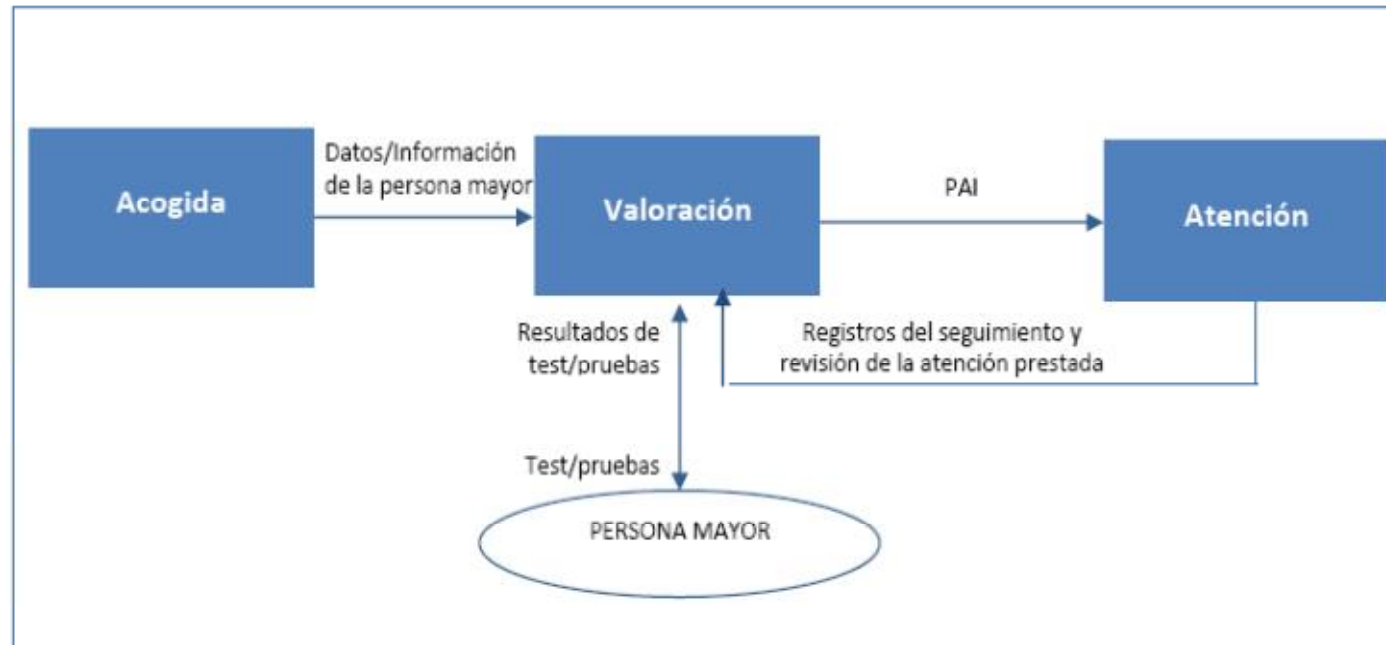 Acogida
Datos/Información
de la persona mayor
Valoración
PAI
Atención
Resultados de
test/pruebas
Registros del seguimiento y
revisión de la atención prestada
Test/pruebas
PERSONA MAYOR